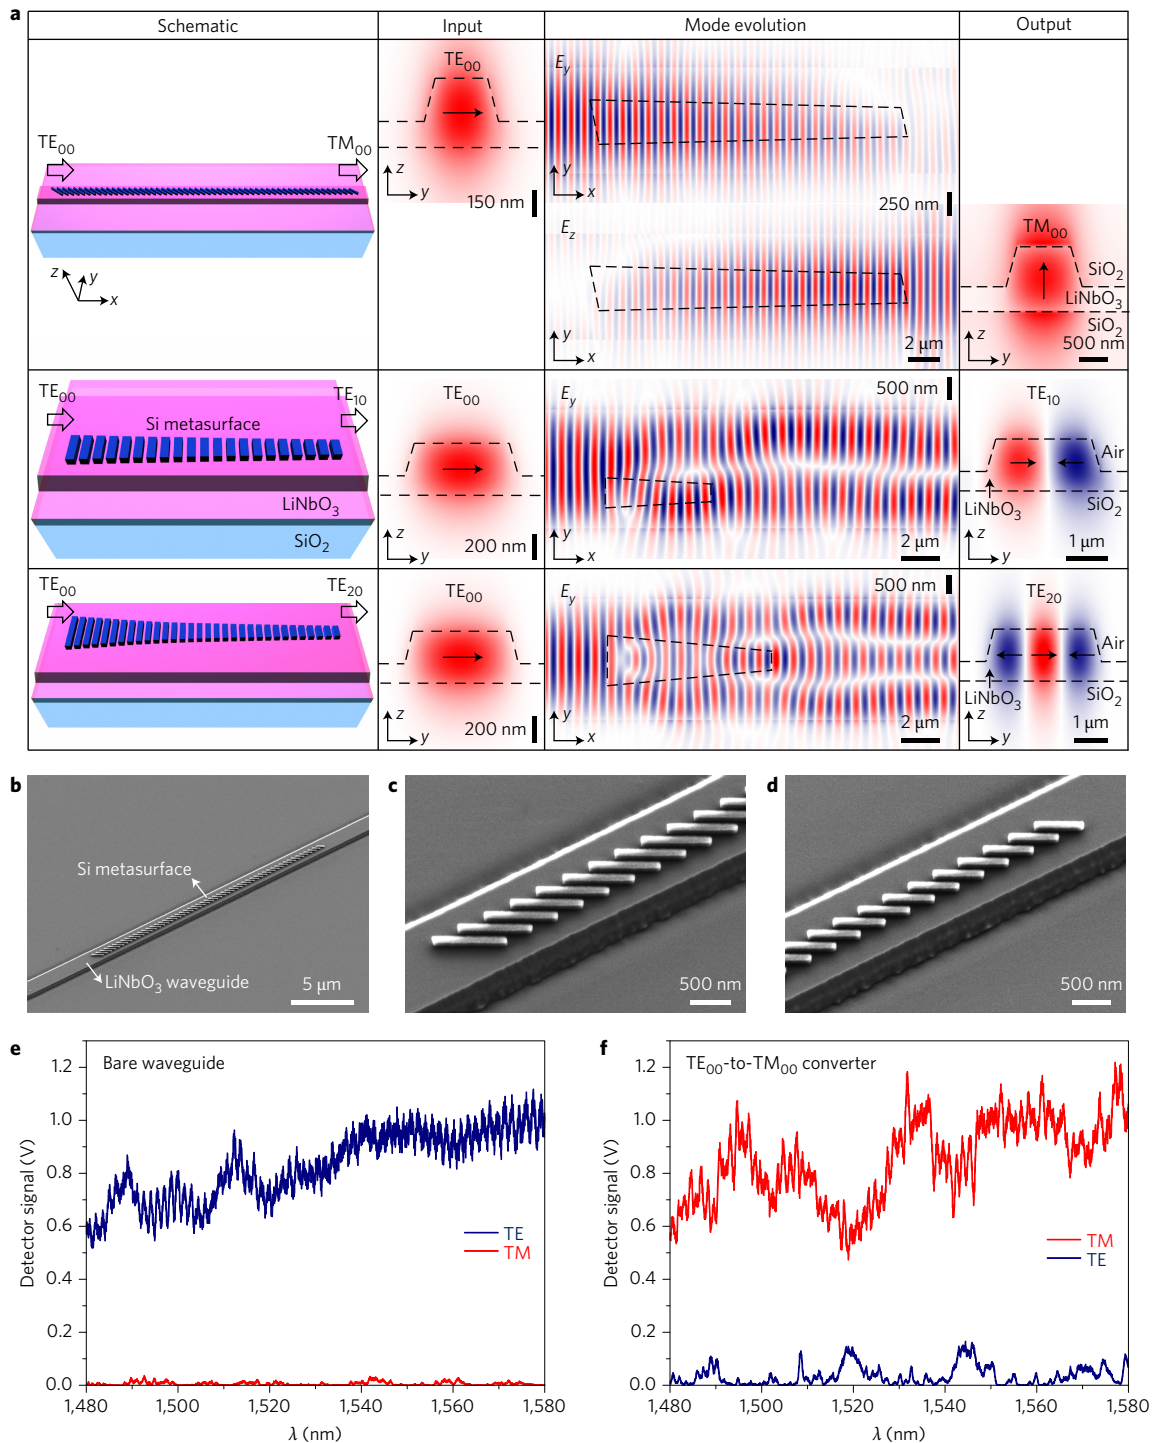 a
Schematic Input Mode evolution Output
TE00 TM00
z y x
TE00
z y 150 nm
Ey
y x 250 nm
Ez
y x 2 μm
TM00
SiO2
LiNbO3
SiO2
z y 500 nm
TE00 TE10
Si metasurface
LiNbO3
SiO2
TE00
z y 200 nm
Ey 500 nm
y x 2 μm
TE10
Air
LiNbO3 SiO2
z y 1 μm
TE00 TE20
TE00
z y 200 nm
Ey 500 nm
y x 2 μm
TE20
Air
LiNbO3 SiO2
z y 1 μm
b
Si metasurface
LiNbO3 waveguide
5 μm
c
500 nm
d
500 nm
e
Bare waveguide
Detector signal (V)
1.2
1.0
0.8
0.6
0.4
0.2
0.0
TE
TM
1,480 1,500 1,520 1,540 1,560 1,580
λ (nm)
f
TE00-to-TM00 converter
Detector signal (V)
1.2
1.0
0.8
0.6
0.4
0.2
0.0
TM
TE
1,480 1,500 1,520 1,540 1,560 1,580
λ (nm)